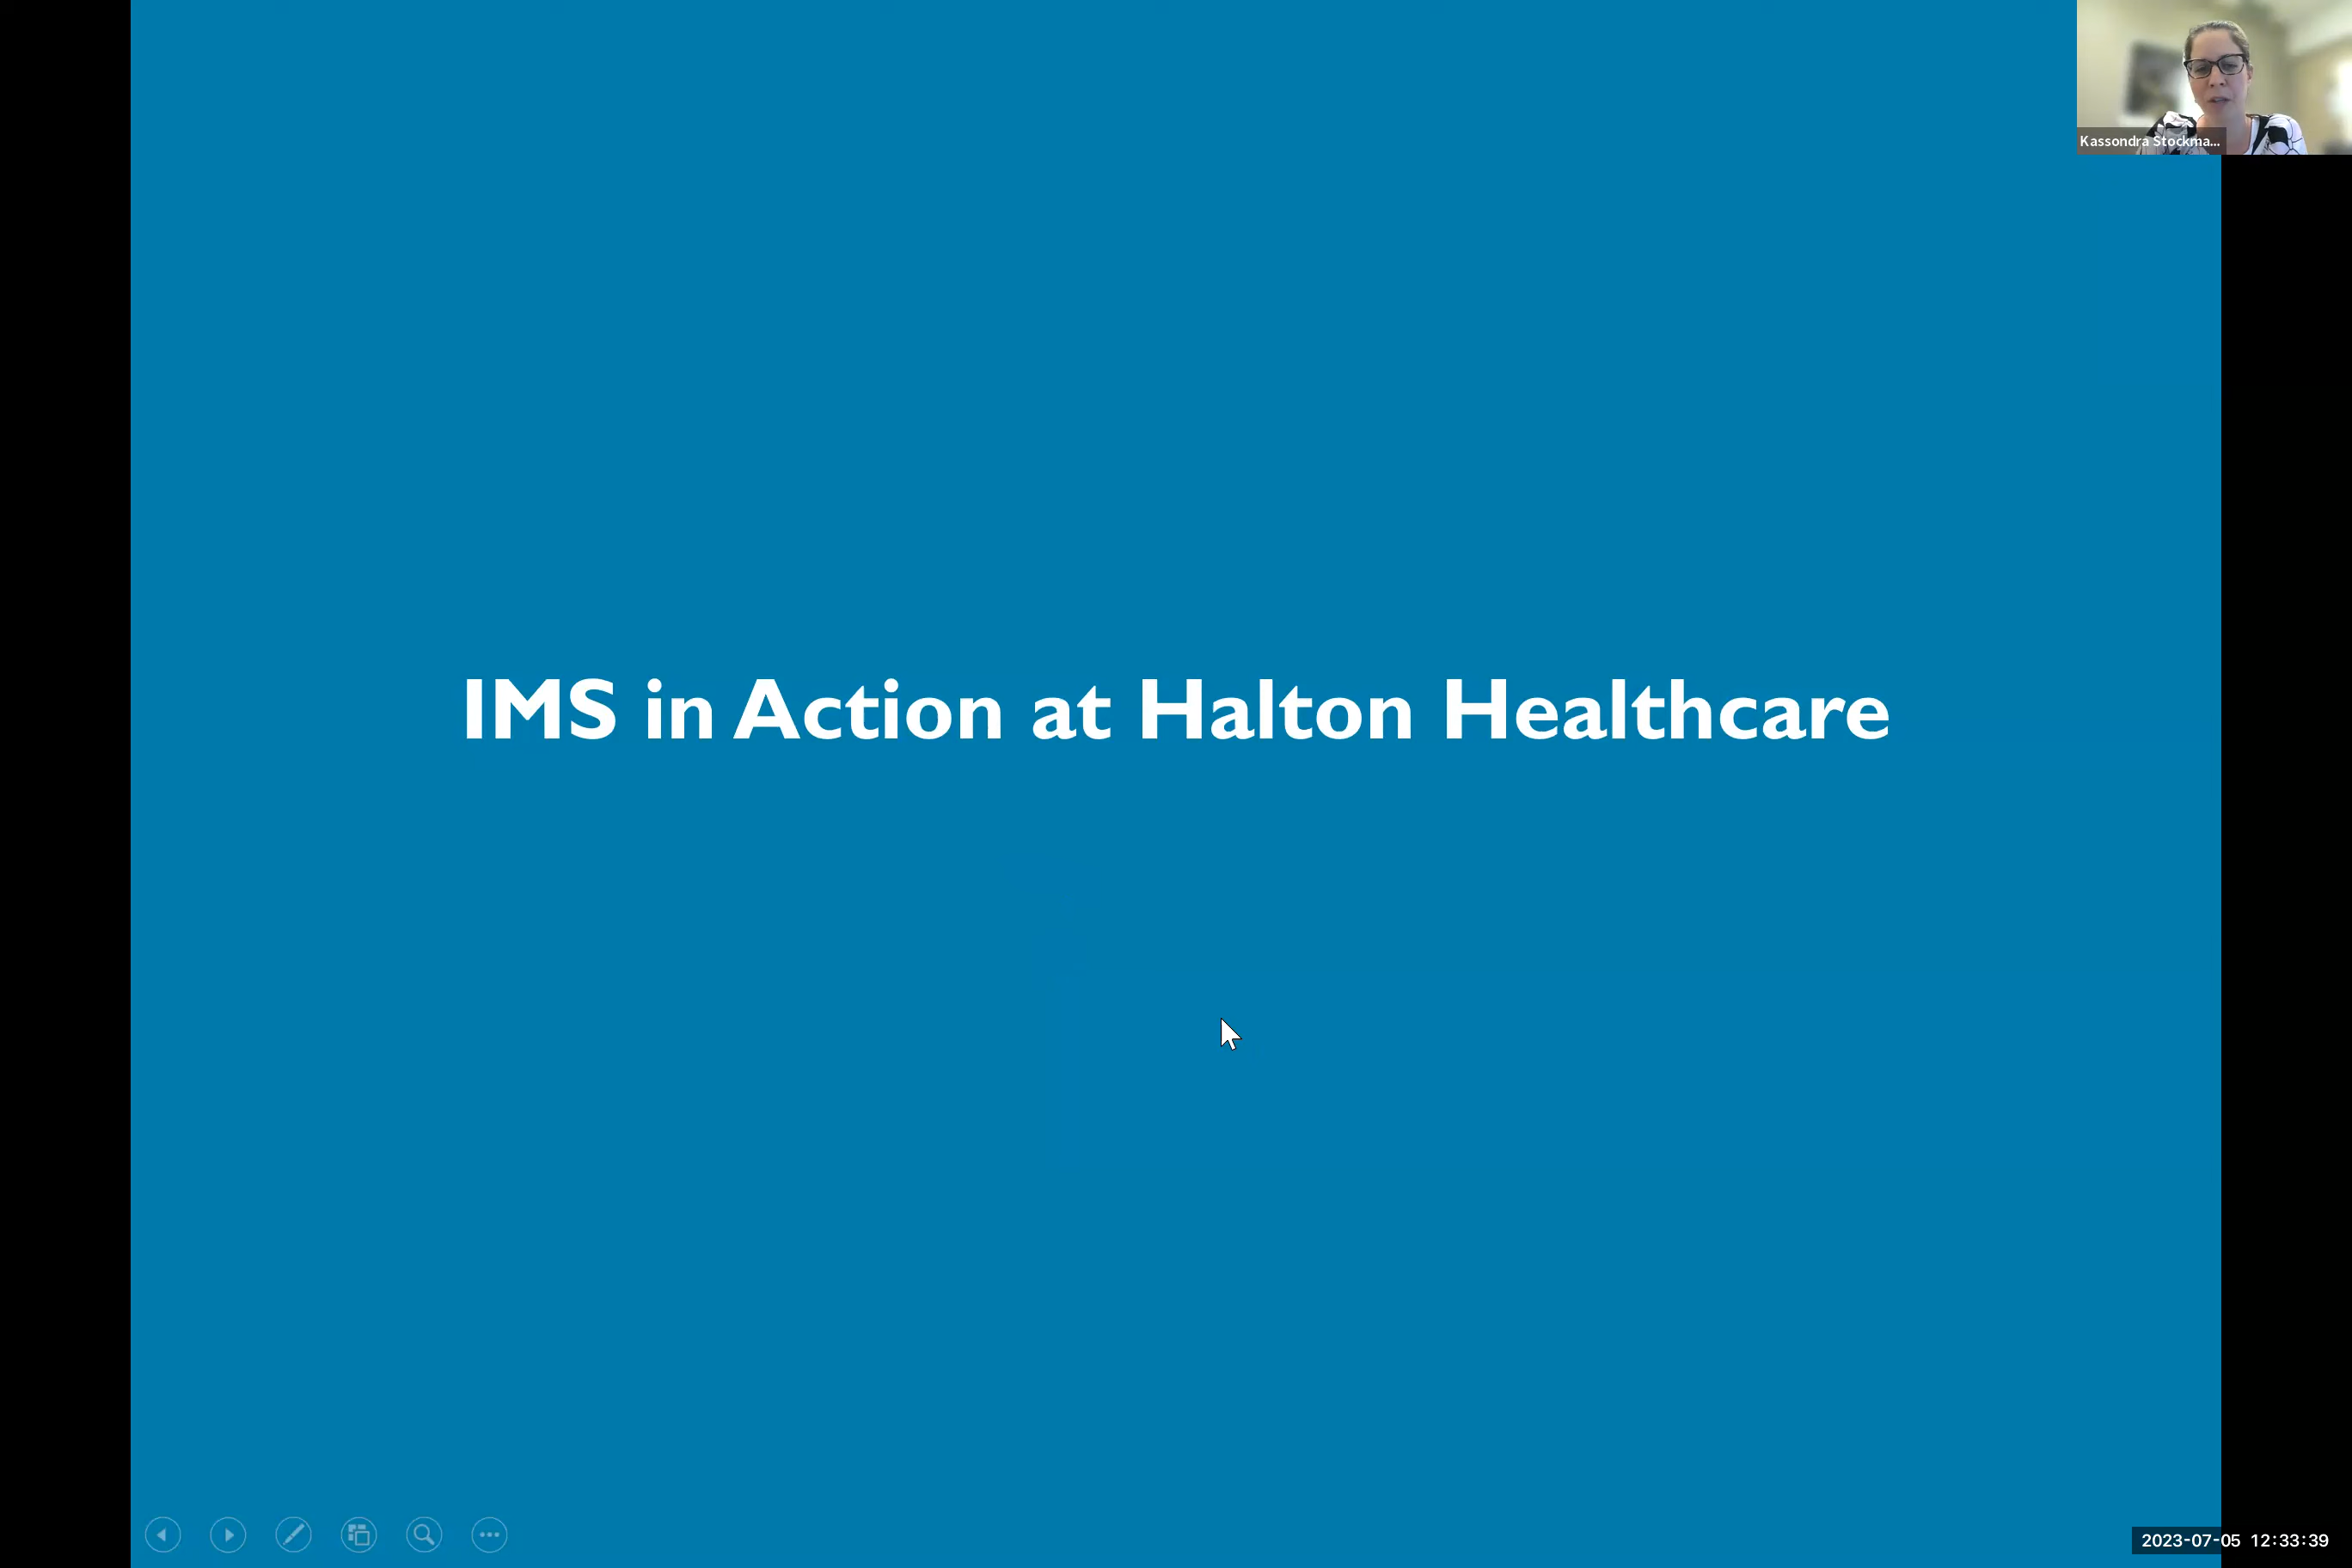 Kassondra Stockma...
IMS in Action at Halton Healthcare
2023-07-05 12:33:39